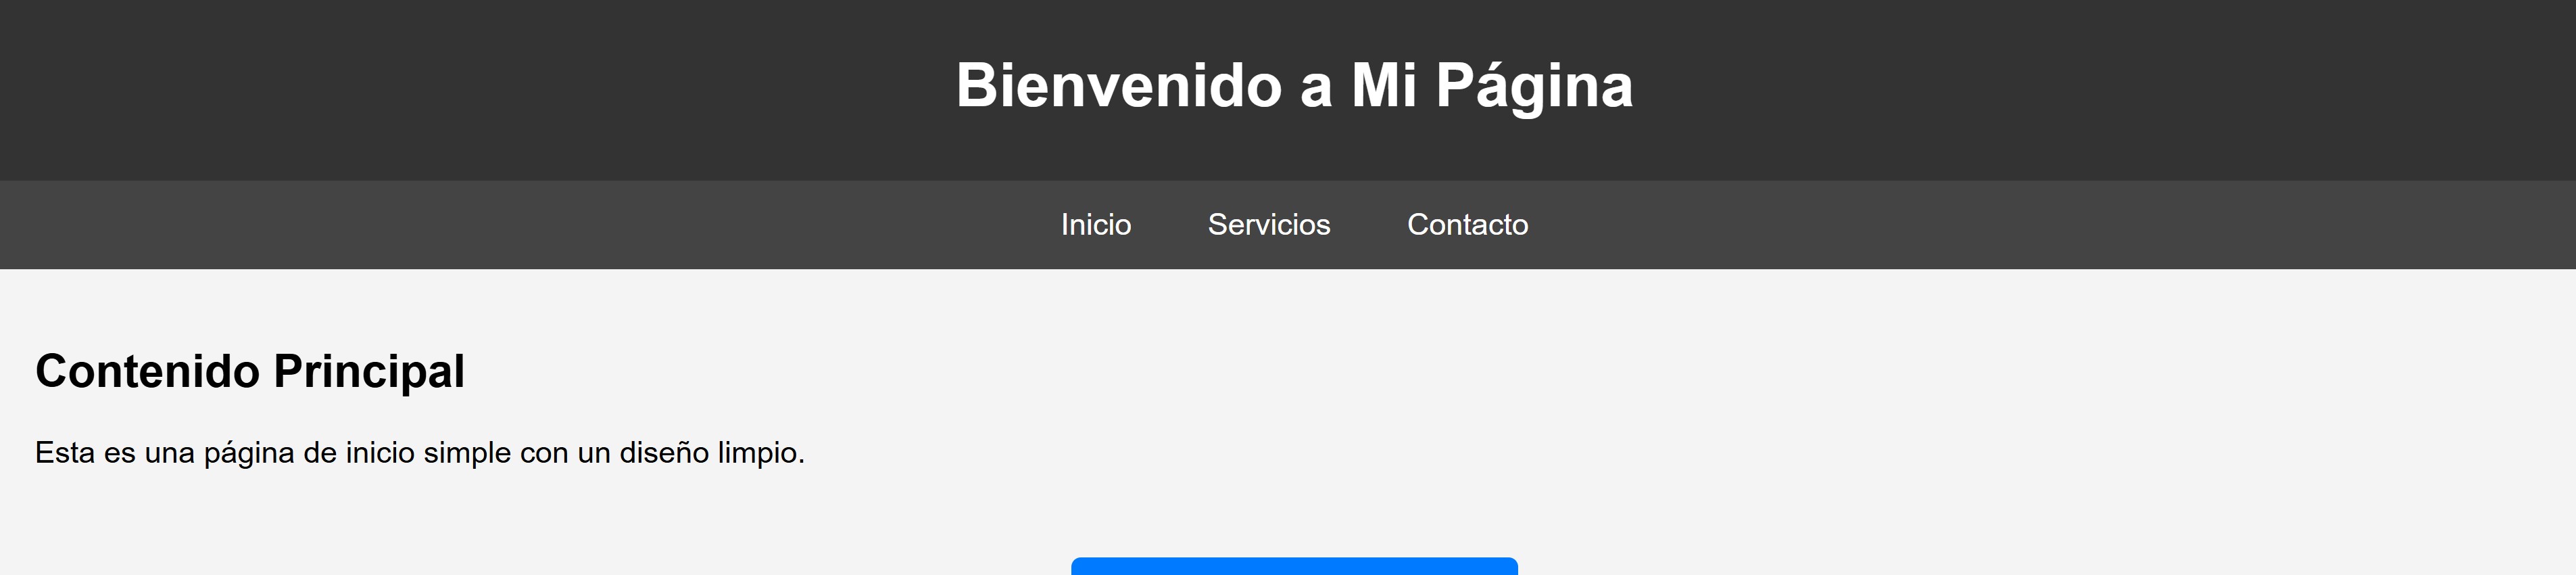 Bienvenido a Mi Página
Inicio Servicios Contacto
Contenido Principal
Esta es una página de inicio simple con un diseño limpio.